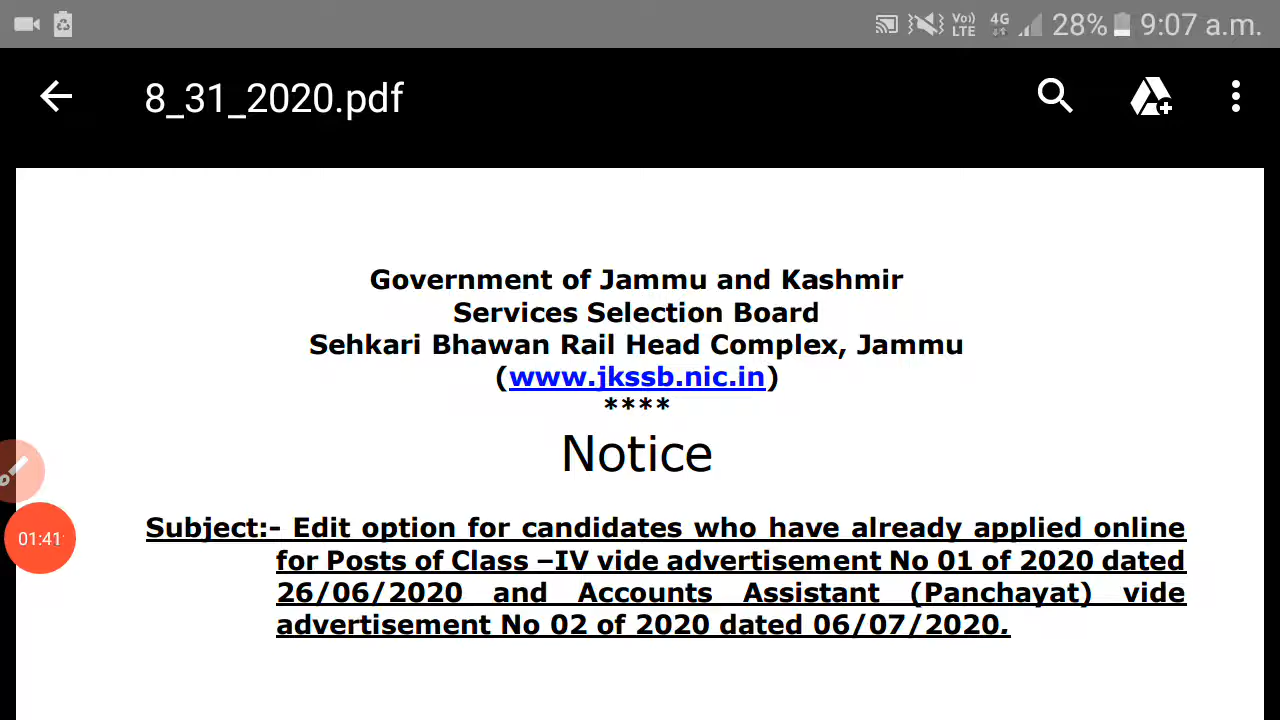 Vo)) 4G 28% 9:07 a.m.
LTE
8_31_2020.pdf
Government of Jammu and Kashmir
Services Selection Board
Sehkari Bhawan Rail Head Complex, Jammu
(www.jkssb.nic.in)
****
Notice
Subject:- Edit option for candidates who have already applied online
for Posts of Class –IV vide advertisement No 01 of 2020 dated
26/06/2020 and Accounts Assistant (Panchayat) vide
advertisement No 02 of 2020 dated 06/07/2020.
01:41